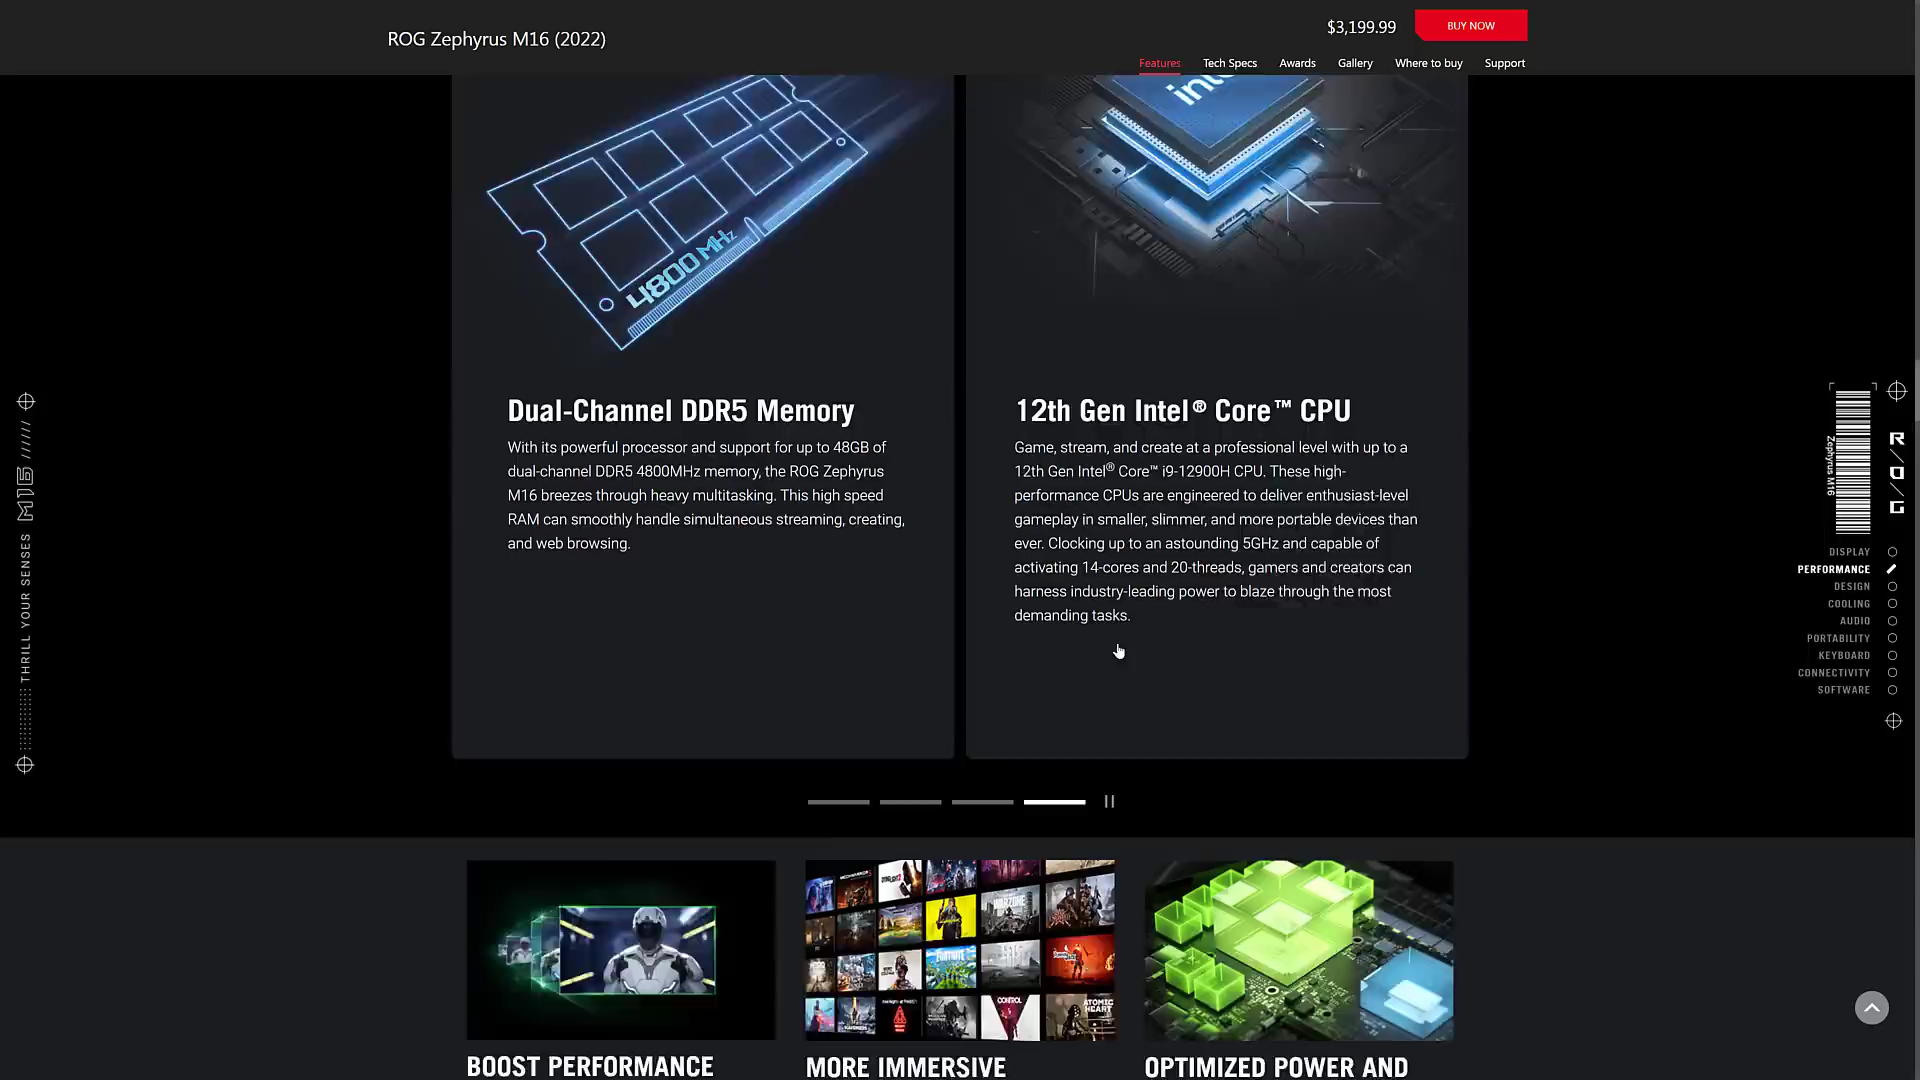 ROG Zephyrus M16 (2022)
$3,199.99
BUY NOW
Features
Tech Specs
Awards
Gallery
Where to buy
Support
4800 MHz
Dual-Channel DDR5 Memory
With its powerful processor and support for up to 48GB of
dual-channel DDR5 4800MHz memory, the ROG Zephyrus
M16 breezes through heavy multitasking. This high speed
RAM can smoothly handle simultaneous streaming, creating,
and web browsing.
12th Gen Intel® Core™ CPU
Game, stream, and create at a professional level with up to a
12th Gen Intel® Core™ i9-12900H CPU. These high-
performance CPUs are engineered to deliver enthusiast-level
gameplay in smaller, slimmer, and more portable devices than
ever. Clocking up to an astounding 5GHz and capable of
activating 14-cores and 20-threads, gamers and creators can
harness industry-leading power to blaze through the most
demanding tasks.
THRILL YOUR SENSES M16 /////
Zephyrus M16
R/O/G
DISPLAY
PERFORMANCE
DESIGN
COOLING
AUDIO
PORTABILITY
KEYBOARD
CONNECTIVITY
SOFTWARE
WARZONE
FORTNITE
CONTROL
ATOMIC
HEART
BOOST PERFORMANCE
MORE IMMERSIVE
OPTIMIZED POWER AND